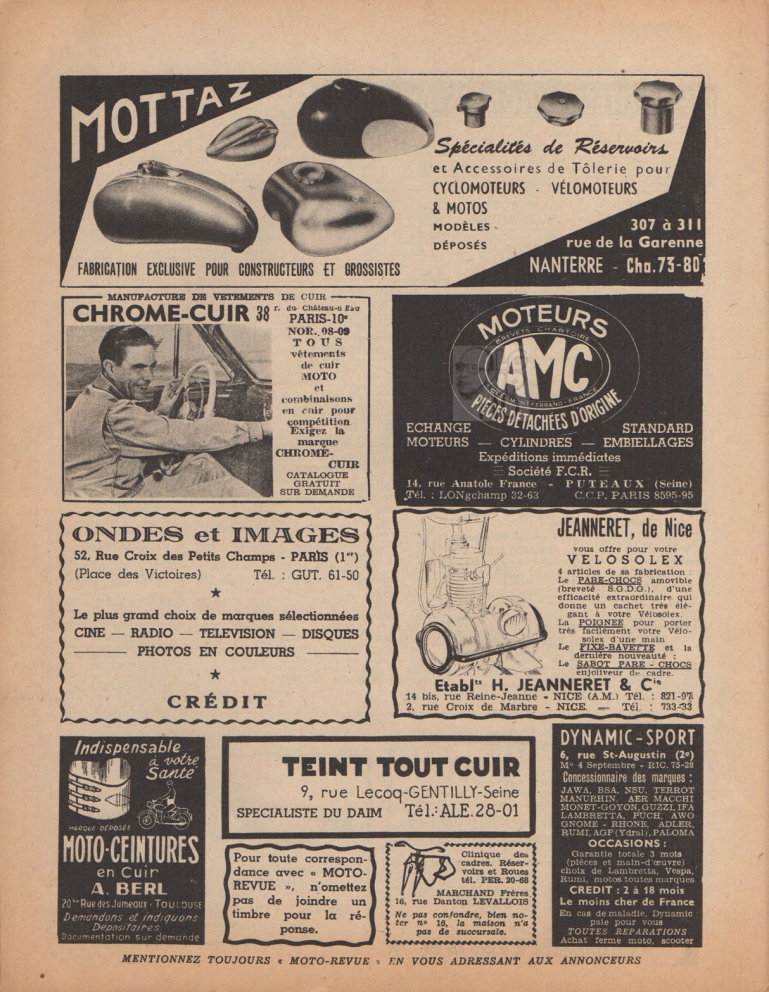 MOTTAZ
Spécialités de Réservoirs
et Accessoires de Tôlerie pour
CYCLOMOTEURS - VÉLOMOTEURS
& MOTOS
MODÈLES
DÉPOSÉS
307 à 311
rue de la Garenne
NANTERRE - Cha. 73-80
FABRICATION EXCLUSIVE POUR CONSTRUCTEURS ET GROSSISTES
MANUFACTURE DE VETEMENTS DE CUIR
CHROME-CUIR 38 r. du Château-d'Eau
PARIS-10e
NOR. 08-09
TOUS
vêtements
de cuir
MOTO
et
combinaisons
en cuir pour
compétition
Exigez la
marque
CHROME-
CUIR
CATALOGUE
GRATUIT
SUR DEMANDE
MOTEURS
BREVETS CHARTOIRE
AMC
CLERMONT-FERRAND-FRANCE
PIÈCES DÉTACHÉES D'ORIGINE
ECHANGE STANDARD
MOTEURS — CYLINDRES — EMBIELLAGES
Expéditions immédiates
Société F.C.R.
14, rue Anatole France - PUTEAUX (Seine)
Tél. : LONgchamp 32-63 C.C.P. PARIS 8595-95
ONDES et IMAGES
52, Rue Croix des Petits Champs - PARIS (1er)
(Place des Victoires) Tél. : GUT. 61-50
Le plus grand choix de marques sélectionnées
CINE — RADIO — TELEVISION — DISQUES
PHOTOS EN COULEURS
CRÉDIT
JEANNERET, de Nice
vous offre pour votre
VELOSOLEX
4 articles de sa fabrication :
Le PARE-CHOCS amovible
(breveté S.G.D.G.), d'une
efficacité extraordinaire qui
donne un cachet très élé-
gant à votre Vélosolex.
La POIGNEE pour porter
très facilement votre Vélo-
solex d'une main
Le FIXE-BAVETTE et la
dernière nouveauté :
Le SABOT PARE-CHOCS
enjoliveur de cadre.
Etablts H. JEANNERET & Cie
14 bis, rue Reine-Jeanne - NICE (A.M.) Tél. : 821-97
2, rue Croix de Marbre - NICE. — Tél. : 733-33
Indispensable
à votre
Santé
MARQUE DÉPOSÉE
MOTO-CEINTURES
en Cuir
A. BERL
20bis Rue des Jumeaux - TOULOUSE
Demandons et indiquons
Dépositaires
Documentation sur demande
TEINT TOUT CUIR
9, rue Lecoq-GENTILLY-Seine
SPECIALISTE DU DAIM Tél.: ALE. 28-01
Pour toute correspon-
dance avec « MOTO-
REVUE », n'omettez
pas de joindre un
timbre pour la ré-
ponse.
Clinique des
cadres. Réser-
voirs et Roues
tél. PER. 20-68
MARCHAND Frères
16, rue Danton LEVALLOIS
Ne pas confondre, bien no-
ter n° 16, la maison n'a
pas de succursale.
DYNAMIC-SPORT
6, rue St-Augustin (2e)
Mo 4 Septembre - RIC. 75-28
Concessionnaire des marques :
JAWA, BSA, NSU, TERROT
MANURHIN, AER MACCHI
MONET-GOYON, GUZZI, IFA
LAMBRETTA, PUCH, AWO
GNOME-RHONE, ADLER,
RUMI, AGF (Ydral), PALOMA
OCCASIONS :
Garantie totale 3 mois
(pièces et main-d'œuvre)
choix de Lambretta, Vespa,
Rumi, motos toutes marques
CREDIT : 2 à 18 mois
Le moins cher de France
En cas de maladie, Dynamic
paie pour vous
TOUTES REPARATIONS
Achat ferme moto, scooter
MENTIONNEZ TOUJOURS « MOTO-REVUE » EN VOUS ADRESSANT AUX ANNONCEURS